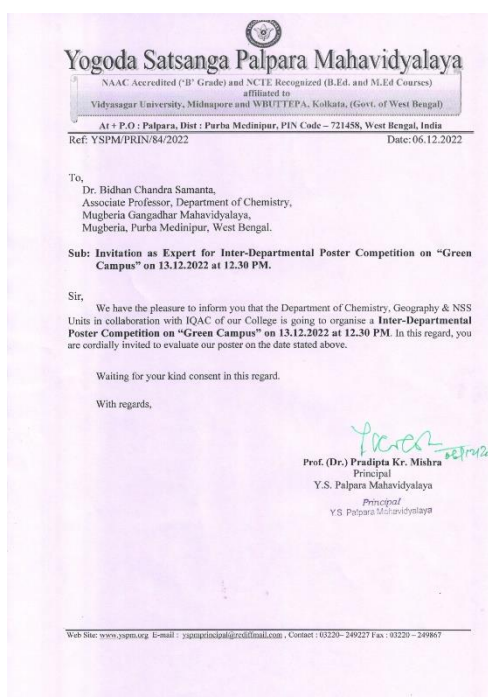 Yogoda Satsanga Palpara Mahavidyalaya
NAAC Accredited ('B' Grade) and NCTE Recognized (B.Ed. and M.Ed Courses)
affiliated to
Vidyasagar University, Midnapore and WBUTTEPA, Kolkata, (Govt. of West Bengal)
At + P.O : Palpara, Dist : Purba Medinipur, PIN Code – 721458, West Bengal, India
Ref: YSPM/PRIN/84/2022 Date: 06.12.2022
To,
Dr. Bidhan Chandra Samanta,
Associate Professor, Department of Chemistry,
Mugberia Gangadhar Mahavidyalaya,
Mugberia, Purba Medinipur, West Bengal.
Sub: Invitation as Expert for Inter-Departmental Poster Competition on "Green
Campus" on 13.12.2022 at 12.30 PM.
Sir,
We have the pleasure to inform you that the Department of Chemistry, Geography & NSS
Units in collaboration with IQAC of our College is going to organise a Inter-Departmental
Poster Competition on "Green Campus" on 13.12.2022 at 12.30 PM. In this regard, you
are cordially invited to evaluate our poster on the date stated above.
Waiting for your kind consent in this regard.
With regards,
Prof. (Dr.) Pradipta Kr. Mishra
Principal
Y.S. Palpara Mahavidyalaya
Principal
Y.S. Palpara Mahavidyalaya
Web Site: www.yspm.org E-mail : yspmprincipal@rediffmail.com , Contact : 03220– 249227 Fax : 03220 – 249867